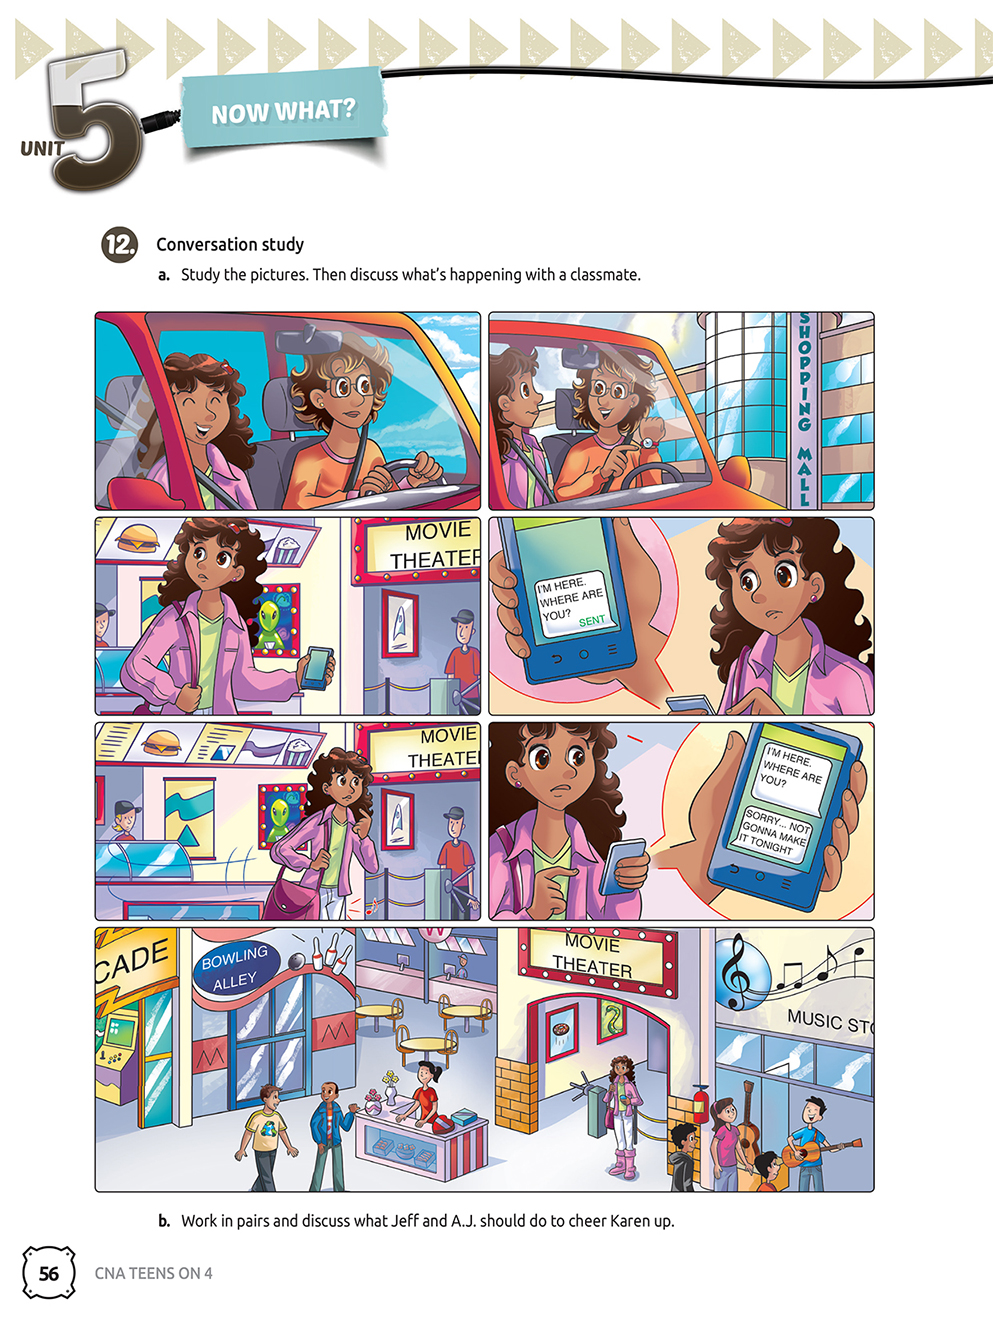 UNIT 5
NOW WHAT?
12. Conversation study
a. Study the pictures. Then discuss what's happening with a classmate.
SHOPPING MALL
MOVIE
THEATER
I'M HERE.
WHERE ARE
YOU?
SENT
MOVIE
THEATE
I'M HERE.
WHERE ARE
YOU?
SORRY... NOT
GONNA MAKE
IT TONIGHT
CADE
BOWLING
ALLEY
MOVIE
THEATER
MUSIC STO
b. Work in pairs and discuss what Jeff and A.J. should do to cheer Karen up.
56
CNA TEENS ON 4